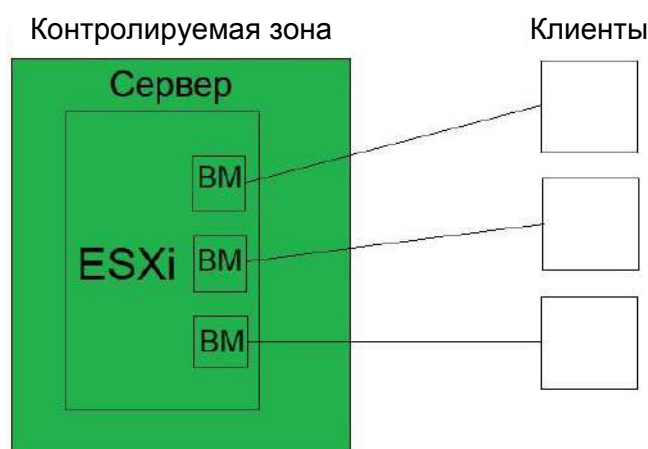 Контролируемая зона
Клиенты
Сервер
ВМ
ESXi
ВМ
ВМ